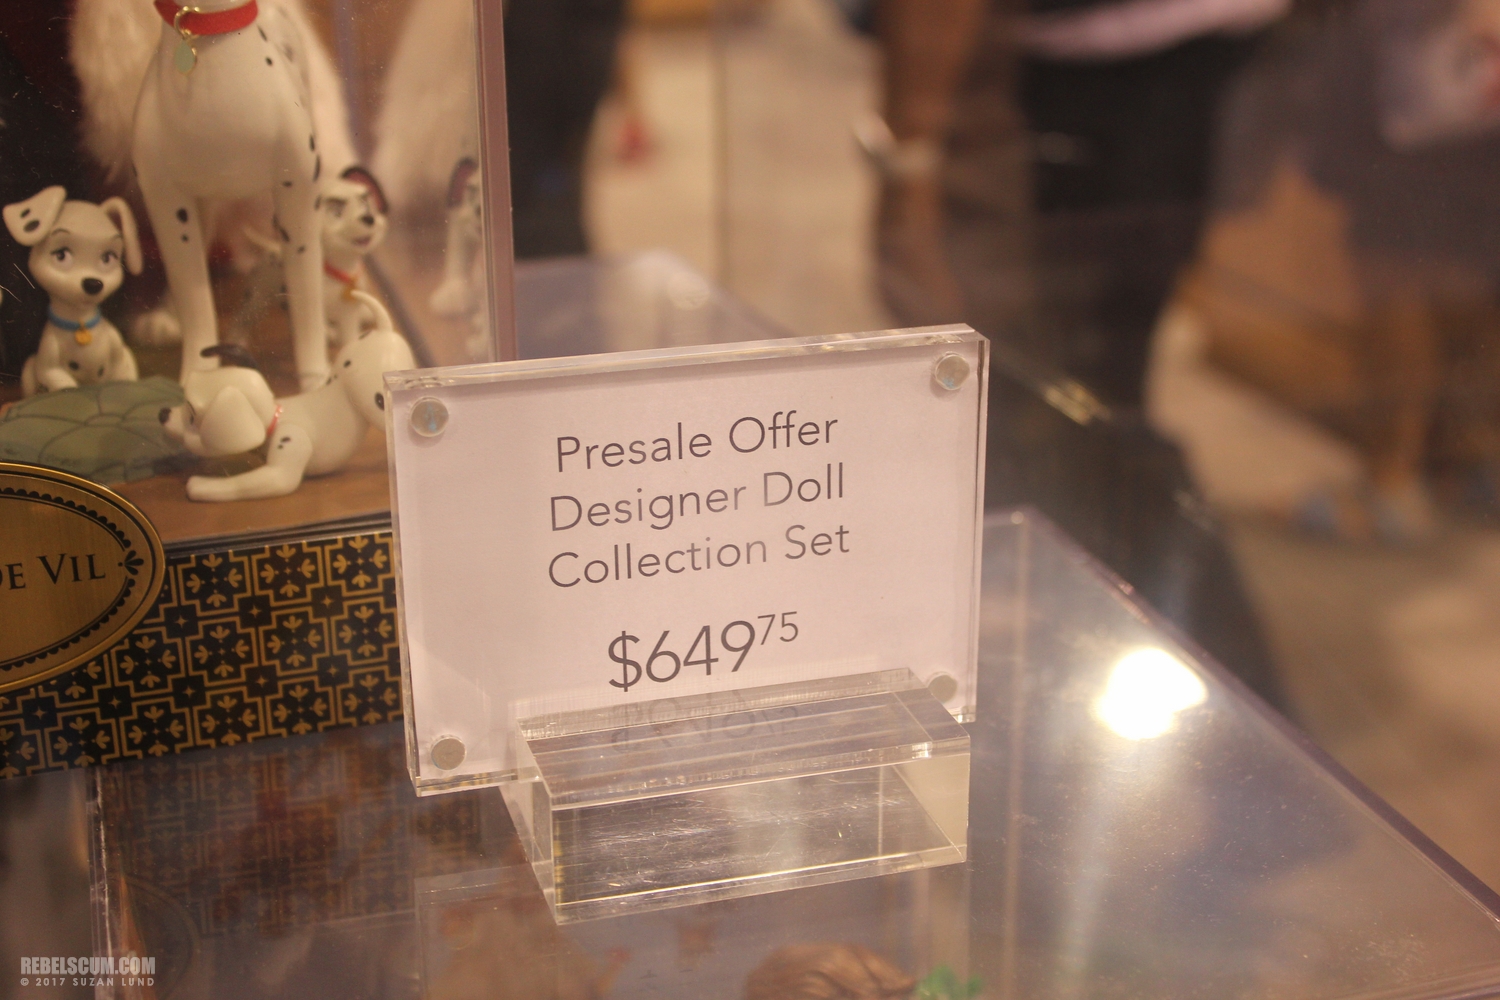 Presale Offer
Designer Doll
Collection Set
$649.75
DE VIL
REBELSCUM.COM
© 2017 SUZAN LUND